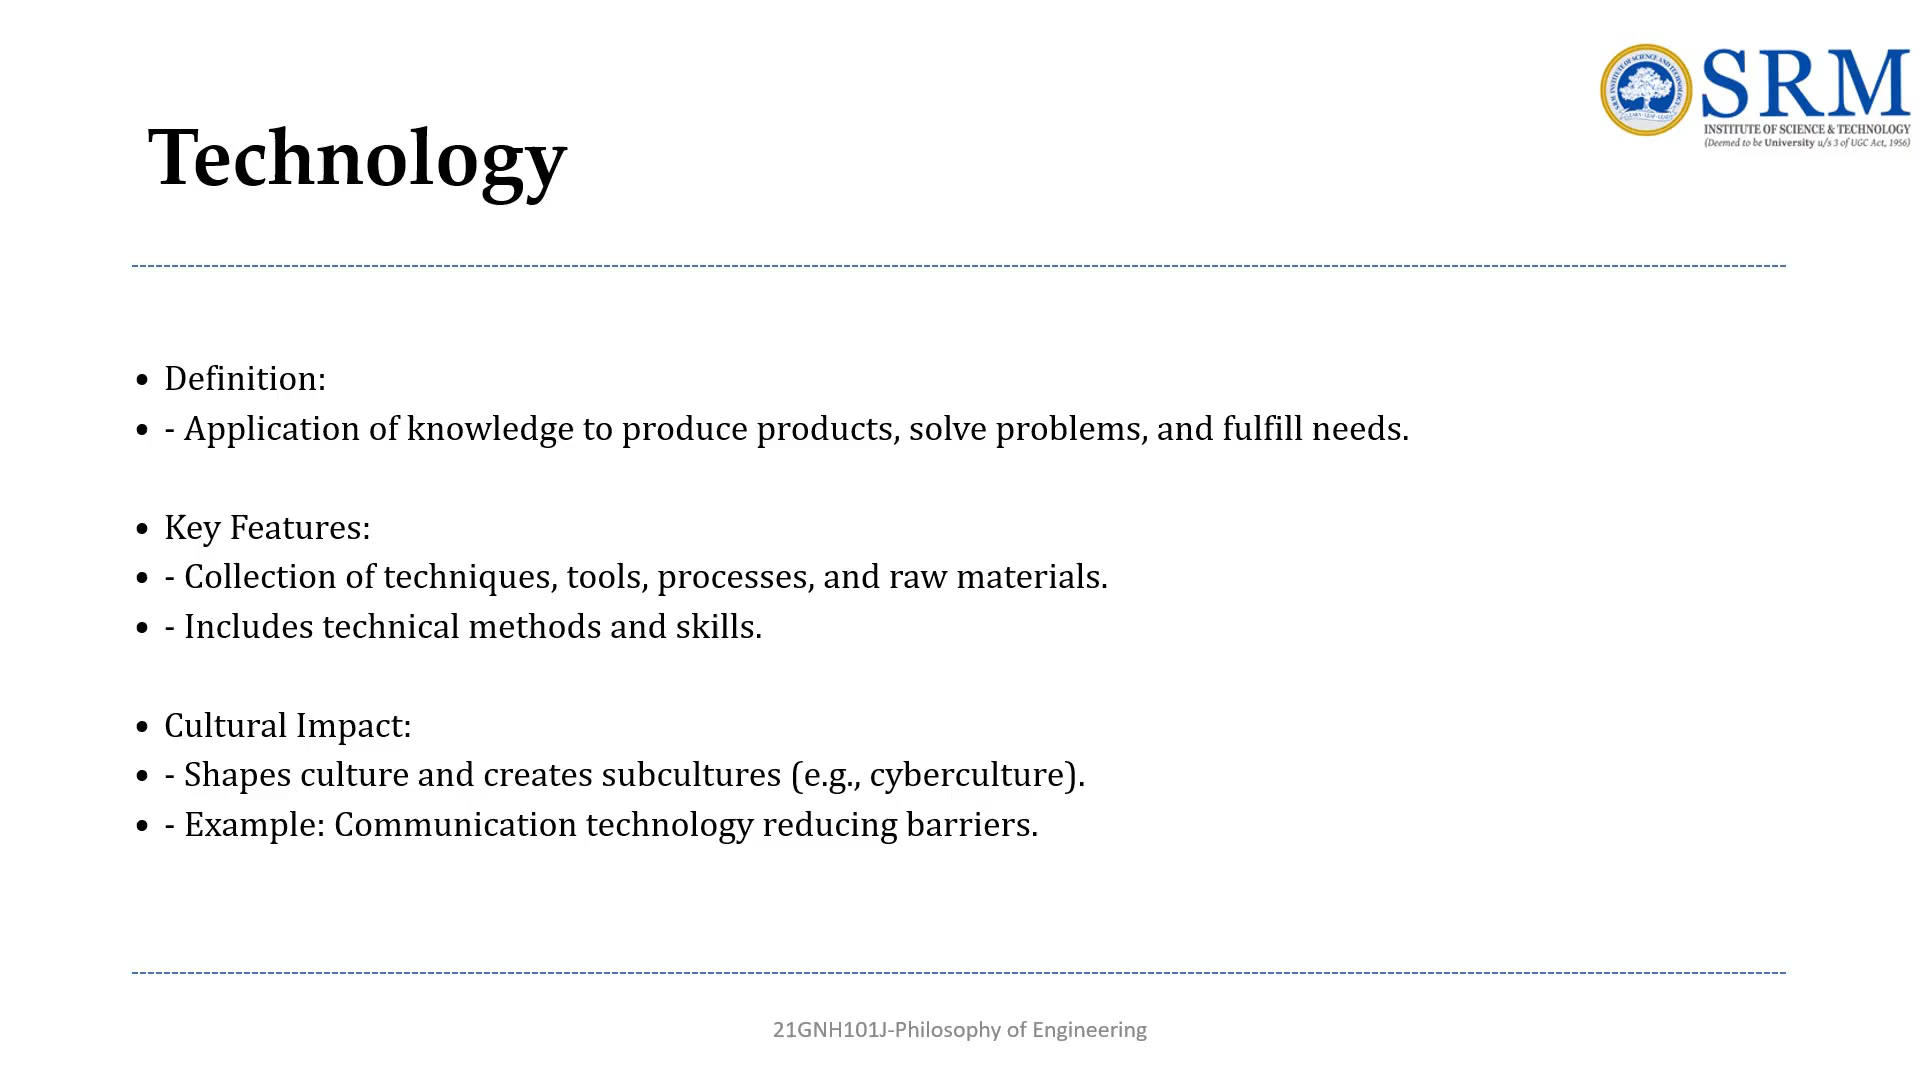 SRM
INSTITUTE OF SCIENCE & TECHNOLOGY
(Deemed to be University u/s 3 of UGC Act, 1956)
Technology
• Definition:
• - Application of knowledge to produce products, solve problems, and fulfill needs.
• Key Features:
• - Collection of techniques, tools, processes, and raw materials.
• - Includes technical methods and skills.
• Cultural Impact:
• - Shapes culture and creates subcultures (e.g., cyberculture).
• - Example: Communication technology reducing barriers.
21GNH101J-Philosophy of Engineering